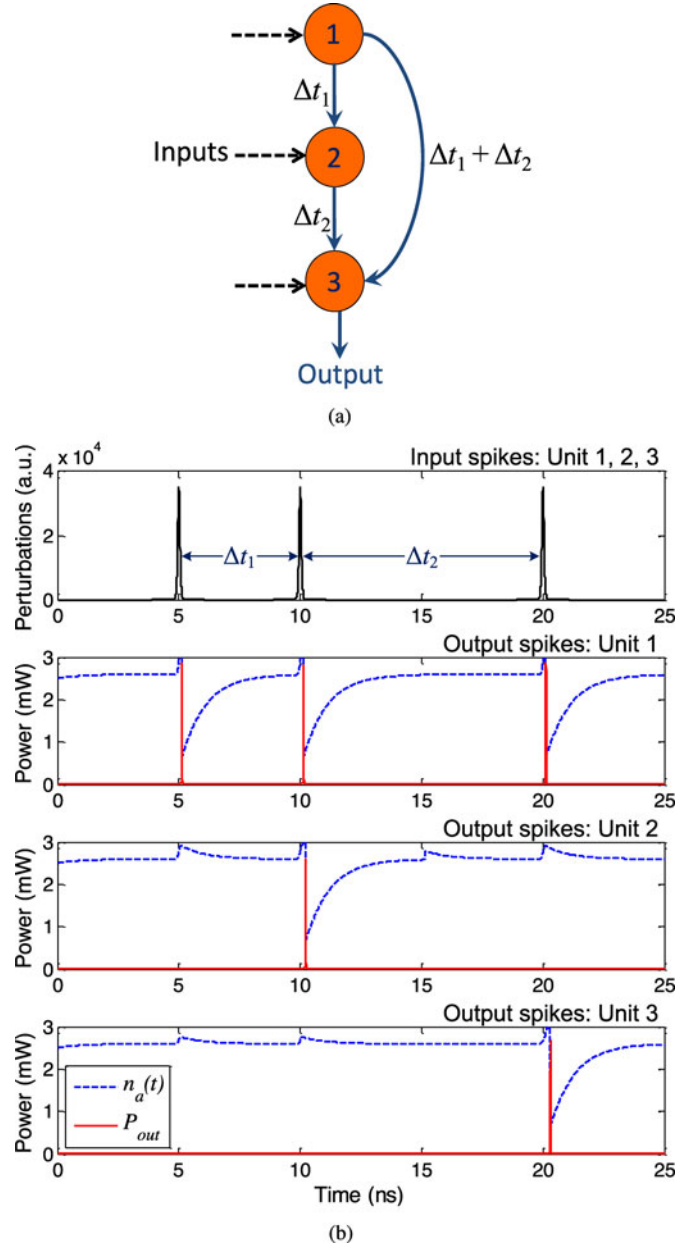 1
Δt1
Inputs
2
Δt1 + Δt2
Δt2
3
Output
(a)
x 10^4
Input spikes: Unit 1, 2, 3
Perturbations (a.u.)
4
2
0
Δt1
Δt2
0 5 10 15 20 25
Output spikes: Unit 1
Power (mW)
3
2
1
0
0 5 10 15 20 25
Output spikes: Unit 2
Power (mW)
3
2
1
0
0 5 10 15 20 25
Output spikes: Unit 3
Power (mW)
3
2
1
0
n_a(t)
P_out
0 5 10 15 20 25
Time (ns)
(b)